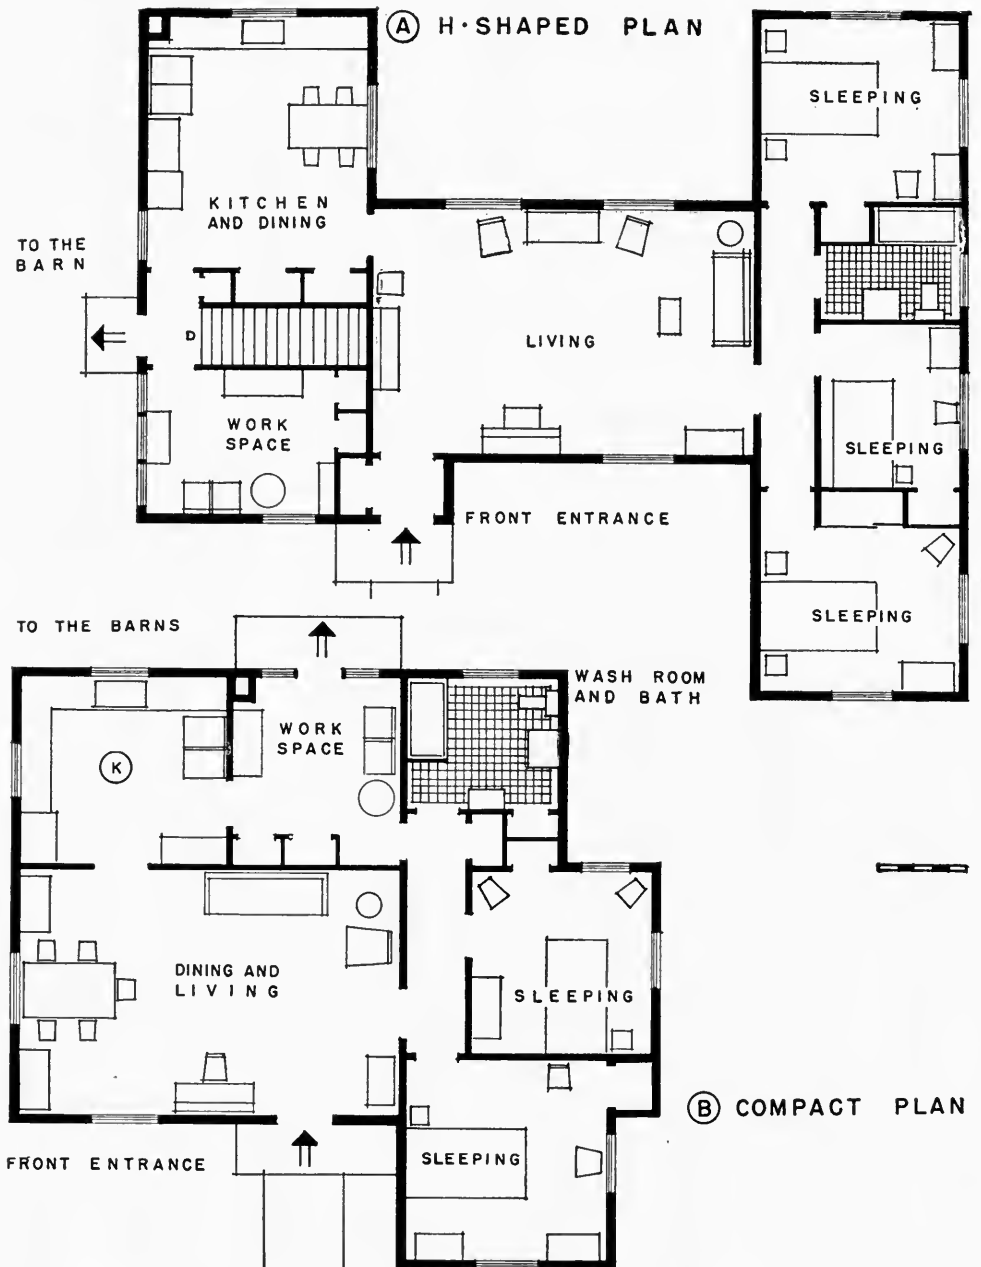 A H·SHAPED PLAN
SLEEPING
KITCHEN
AND DINING
TO THE
BARN
D
LIVING
WORK
SPACE
SLEEPING
FRONT ENTRANCE
SLEEPING
TO THE BARNS
WASH ROOM
AND BATH
WORK
SPACE
K
DINING AND
LIVING
SLEEPING
B COMPACT PLAN
FRONT ENTRANCE
SLEEPING